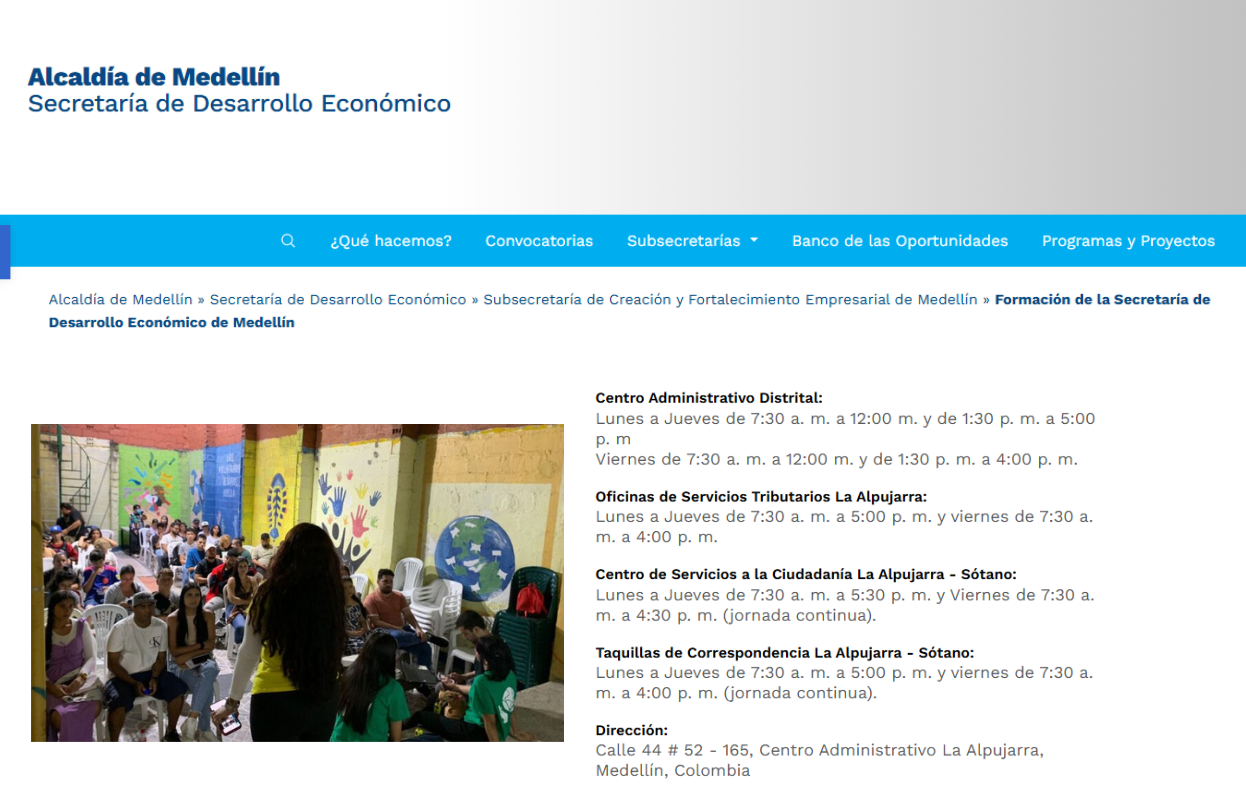 Alcaldía de Medellín
Secretaría de Desarrollo Económico
¿Qué hacemos? Convocatorias Subsecretarías Banco de las Oportunidades Programas y Proyectos
Alcaldía de Medellín » Secretaría de Desarrollo Económico » Subsecretaría de Creación y Fortalecimiento Empresarial de Medellín » Formación de la Secretaría de
Desarrollo Económico de Medellín
Centro Administrativo Distrital:
Lunes a Jueves de 7:30 a. m. a 12:00 m. y de 1:30 p. m. a 5:00
p. m
Viernes de 7:30 a. m. a 12:00 m. y de 1:30 p. m. a 4:00 p. m.
Oficinas de Servicios Tributarios La Alpujarra:
Lunes a Jueves de 7:30 a. m. a 5:00 p. m. y viernes de 7:30 a.
m. a 4:00 p. m.
Centro de Servicios a la Ciudadanía La Alpujarra - Sótano:
Lunes a Jueves de 7:30 a. m. a 5:30 p. m. y Viernes de 7:30 a.
m. a 4:30 p. m. (jornada continua).
Taquillas de Correspondencia La Alpujarra - Sótano:
Lunes a Jueves de 7:30 a. m. a 5:00 p. m. y viernes de 7:30 a.
m. a 4:00 p. m. (jornada continua).
Dirección:
Calle 44 # 52 - 165, Centro Administrativo La Alpujarra,
Medellín, Colombia